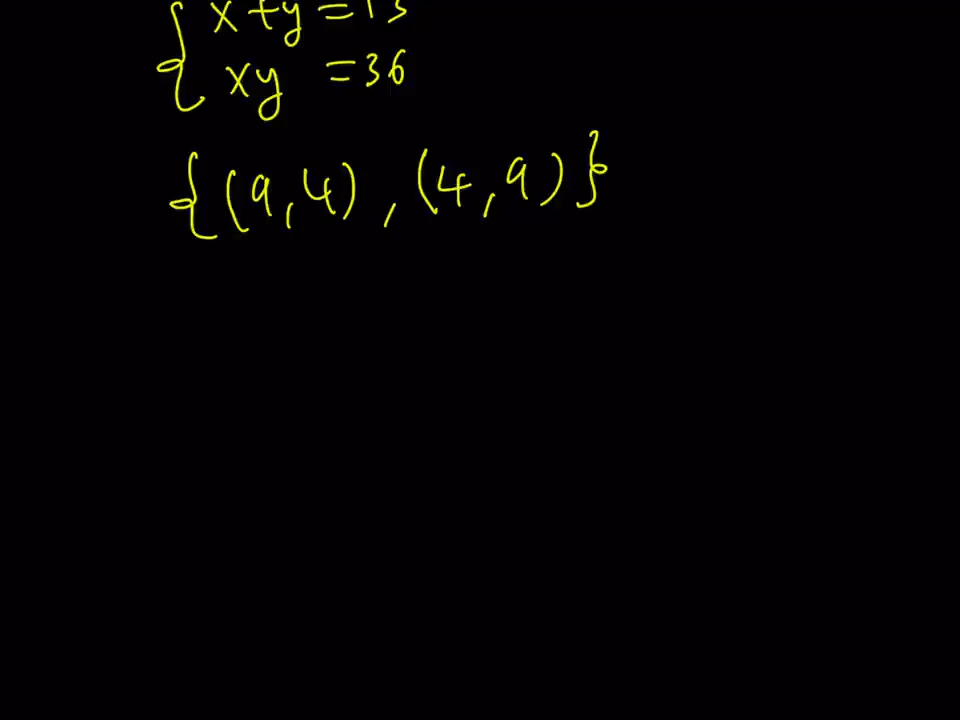 { x + y = 13
xy = 36
{(9,4), (4,9)}